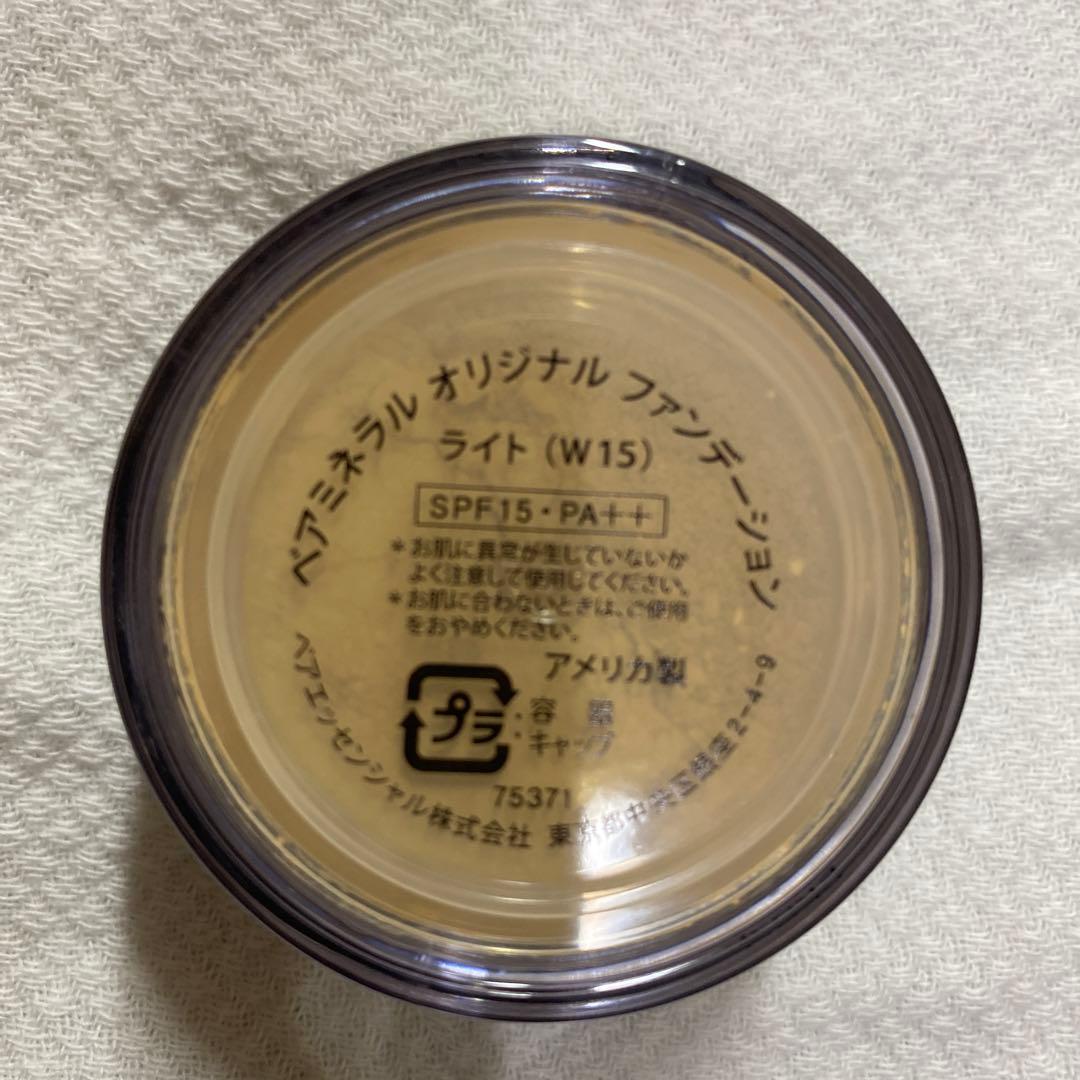 ベアミネラル オリジナル ファンデーション
ライト（W15）
SPF15・PA++
*お肌に異常が生じていないか
よく注意して使用してください。
*お肌に合わないときは、ご使用
をおやめください。
アメリカ製
プラ
:容 器
:キャップ
75371
ベアエッセンシャル株式会社 東京都中央区銀座2-4-9